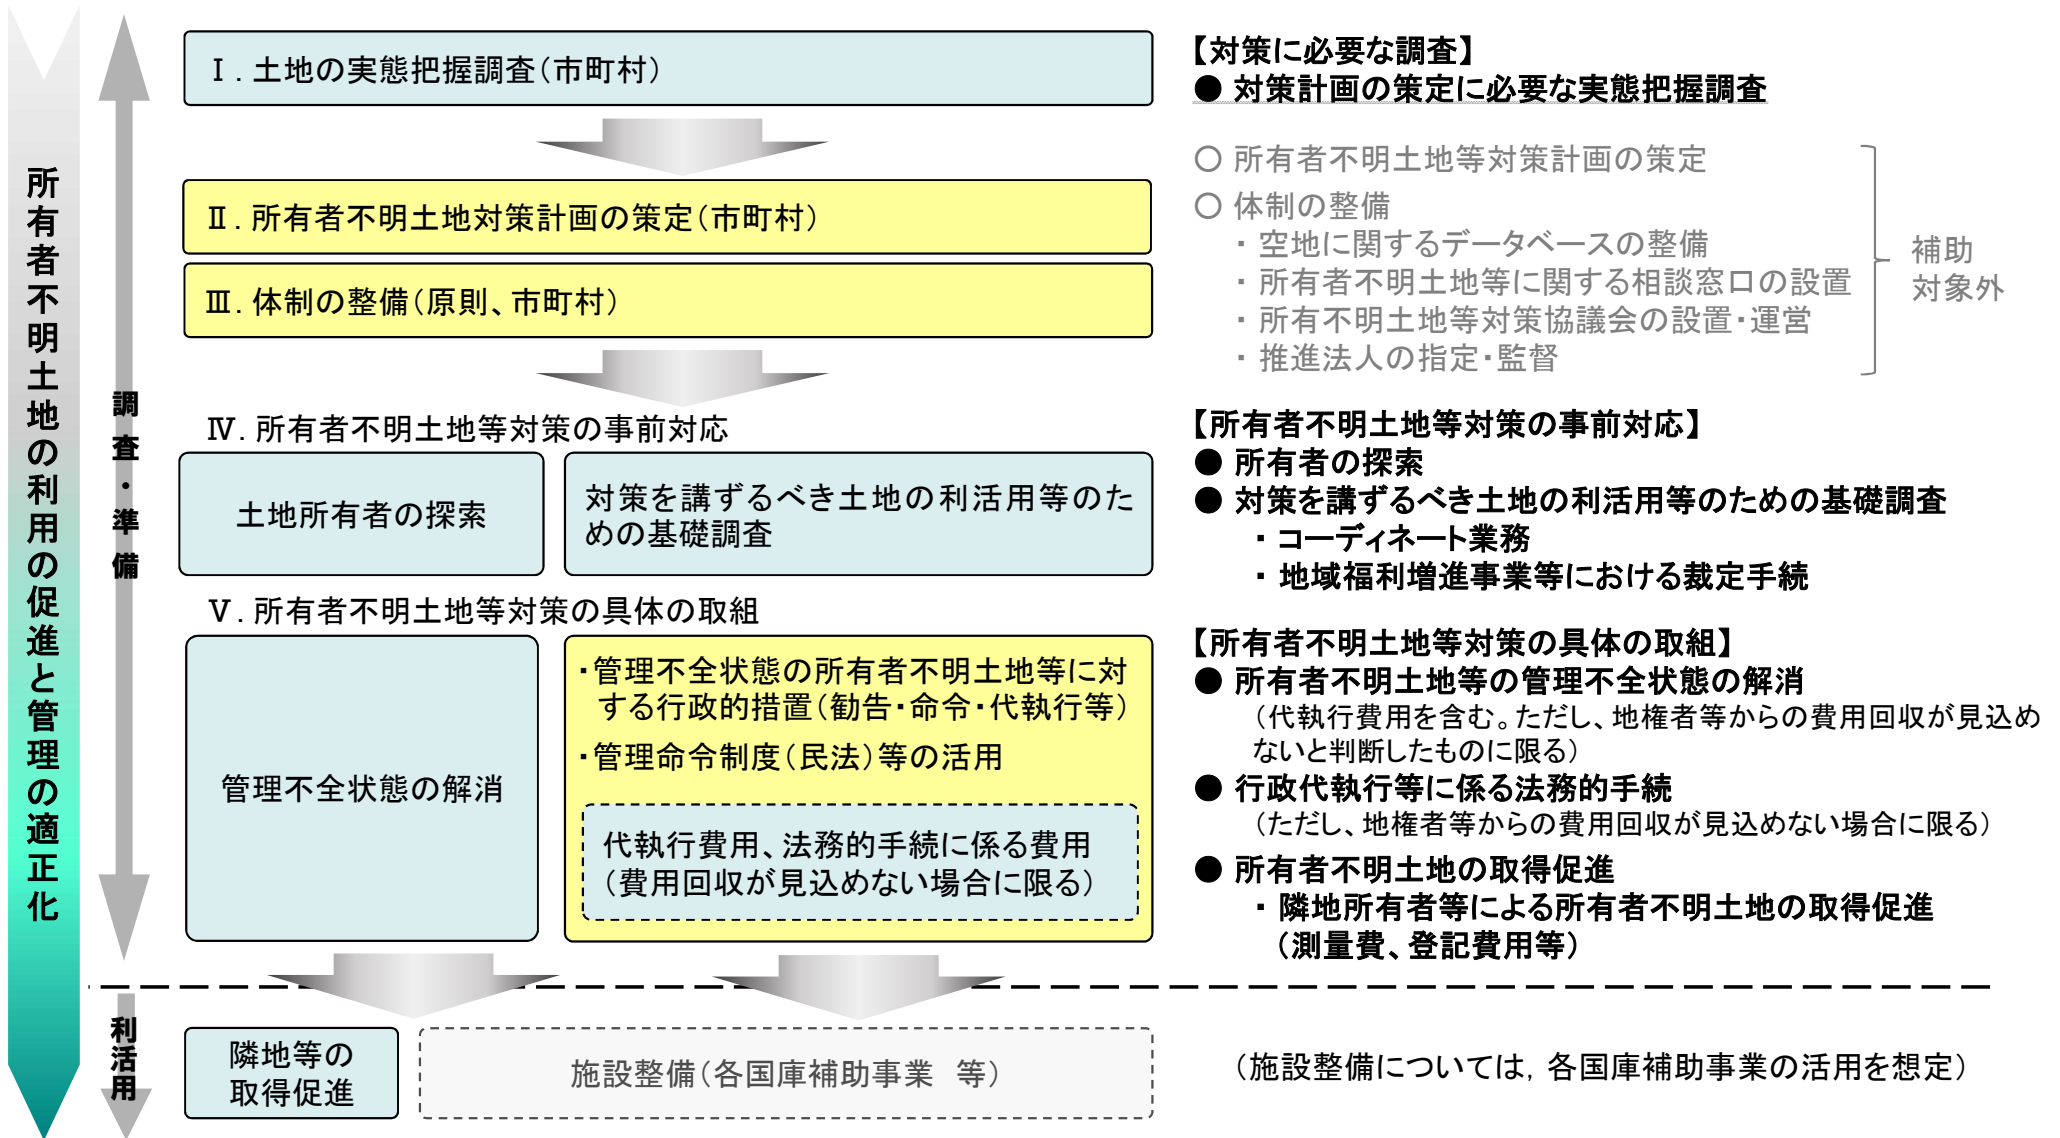 所有者不明土地の利用の促進と管理の適正化
調査・準備
Ⅰ．土地の実態把握調査（市町村）
Ⅱ．所有者不明土地対策計画の策定（市町村）
Ⅲ．体制の整備（原則、市町村）
Ⅳ．所有者不明土地等対策の事前対応
土地所有者の探索
対策を講ずるべき土地の利活用等のた
めの基礎調査
Ⅴ．所有者不明土地等対策の具体の取組
管理不全状態の解消
・管理不全状態の所有者不明土地等に対
する行政的措置（勧告・命令・代執行等）
・管理命令制度（民法）等の活用
代執行費用、法務的手続に係る費用
（費用回収が見込めない場合に限る）
【対策に必要な調査】
● 対策計画の策定に必要な実態把握調査
〇 所有者不明土地等対策計画の策定
〇 体制の整備
・ 空地に関するデータベースの整備
・ 所有者不明土地等に関する相談窓口の設置
・ 所有不明土地等対策協議会の設置・運営
・ 推進法人の指定・監督
補助
対象外
【所有者不明土地等対策の事前対応】
● 所有者の探索
● 対策を講ずるべき土地の利活用等のための基礎調査
・ コーディネート業務
・ 地域福利増進事業等における裁定手続
【所有者不明土地等対策の具体の取組】
● 所有者不明土地等の管理不全状態の解消
（代執行費用を含む。ただし、地権者等からの費用回収が見込め
ないと判断したものに限る）
● 行政代執行等に係る法務的手続
（ただし、地権者等からの費用回収が見込めない場合に限る）
● 所有者不明土地の取得促進
・ 隣地所有者等による所有者不明土地の取得促進
（測量費、登記費用等）
利活用
隣地等の
取得促進
施設整備（各国庫補助事業　等）
（施設整備については，各国庫補助事業の活用を想定）